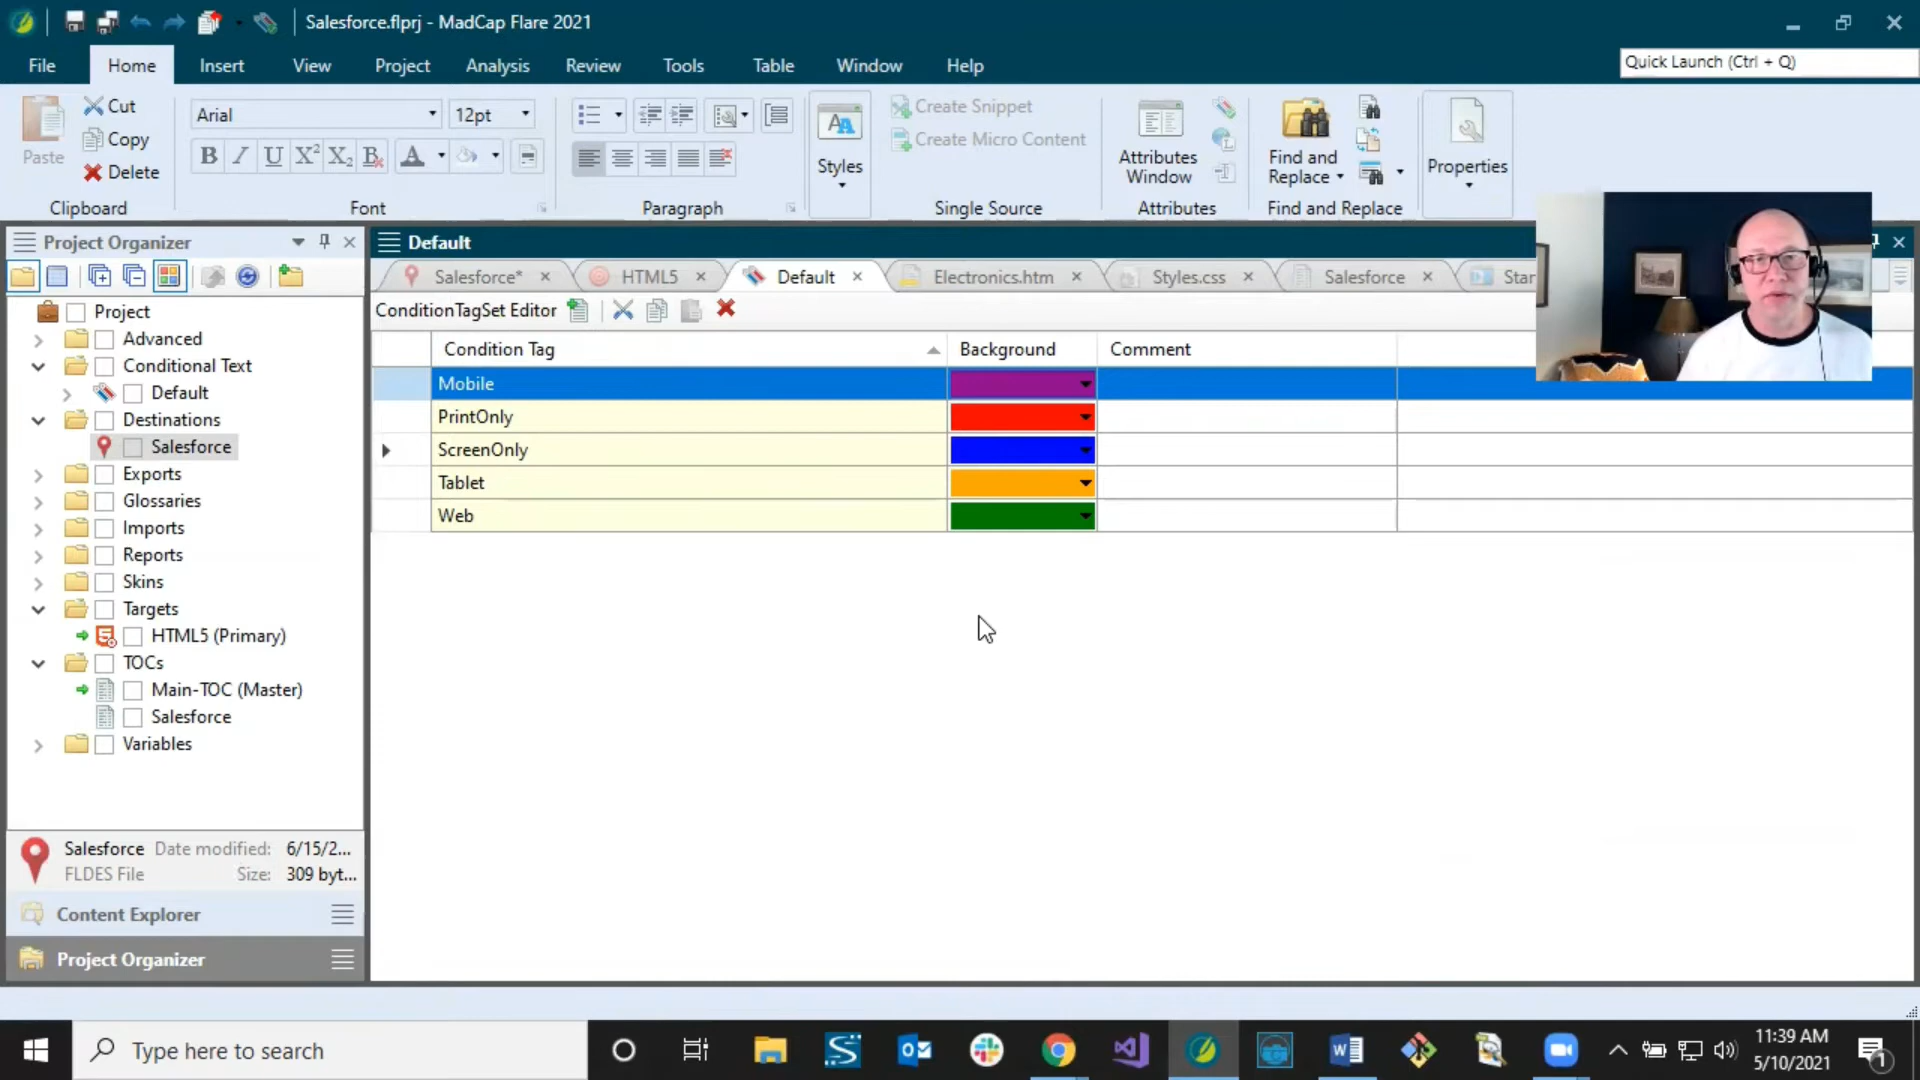 Salesforce.flprj - MadCap Flare 2021
File
Home
Insert
View
Project
Analysis
Review
Tools
Table
Window
Help
Quick Launch (Ctrl + Q)
Paste
Cut
Copy
Delete
Clipboard
Arial
12pt
B I U X² X₂ B
A
Font
Paragraph
Styles
Create Snippet
Create Micro Content
Single Source
Attributes
Window
Attributes
Find and
Replace
Find and Replace
Properties
Project Organizer
Project
Advanced
Conditional Text
Default
Destinations
Salesforce
Exports
Glossaries
Imports
Reports
Skins
Targets
HTML5 (Primary)
TOCs
Main-TOC (Master)
Salesforce
Variables
Salesforce Date modified: 6/15/2...
FLDES File Size: 309 byt...
Content Explorer
Project Organizer
Default
Salesforce*
HTML5
Default
Electronics.htm
Styles.css
Salesforce
Star
ConditionTagSet Editor
Condition Tag Background Comment
Mobile
PrintOnly
ScreenOnly
Tablet
Web
Type here to search
11:39 AM
5/10/2021
1